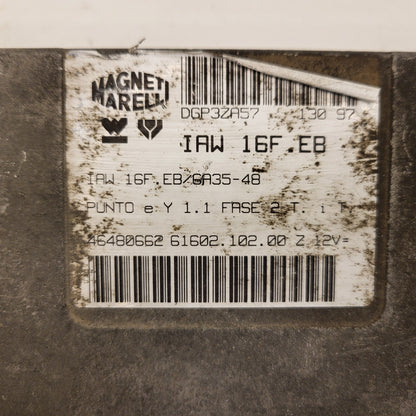 MAGNETI
MARELLI
DGP3ZA57 130 97
IAW 16F.EB
IAW 16F.EB/GA35-48
PUNTO e Y 1.1 FASE 2 T. i T
46480662 61602.102.00 Z 12V=